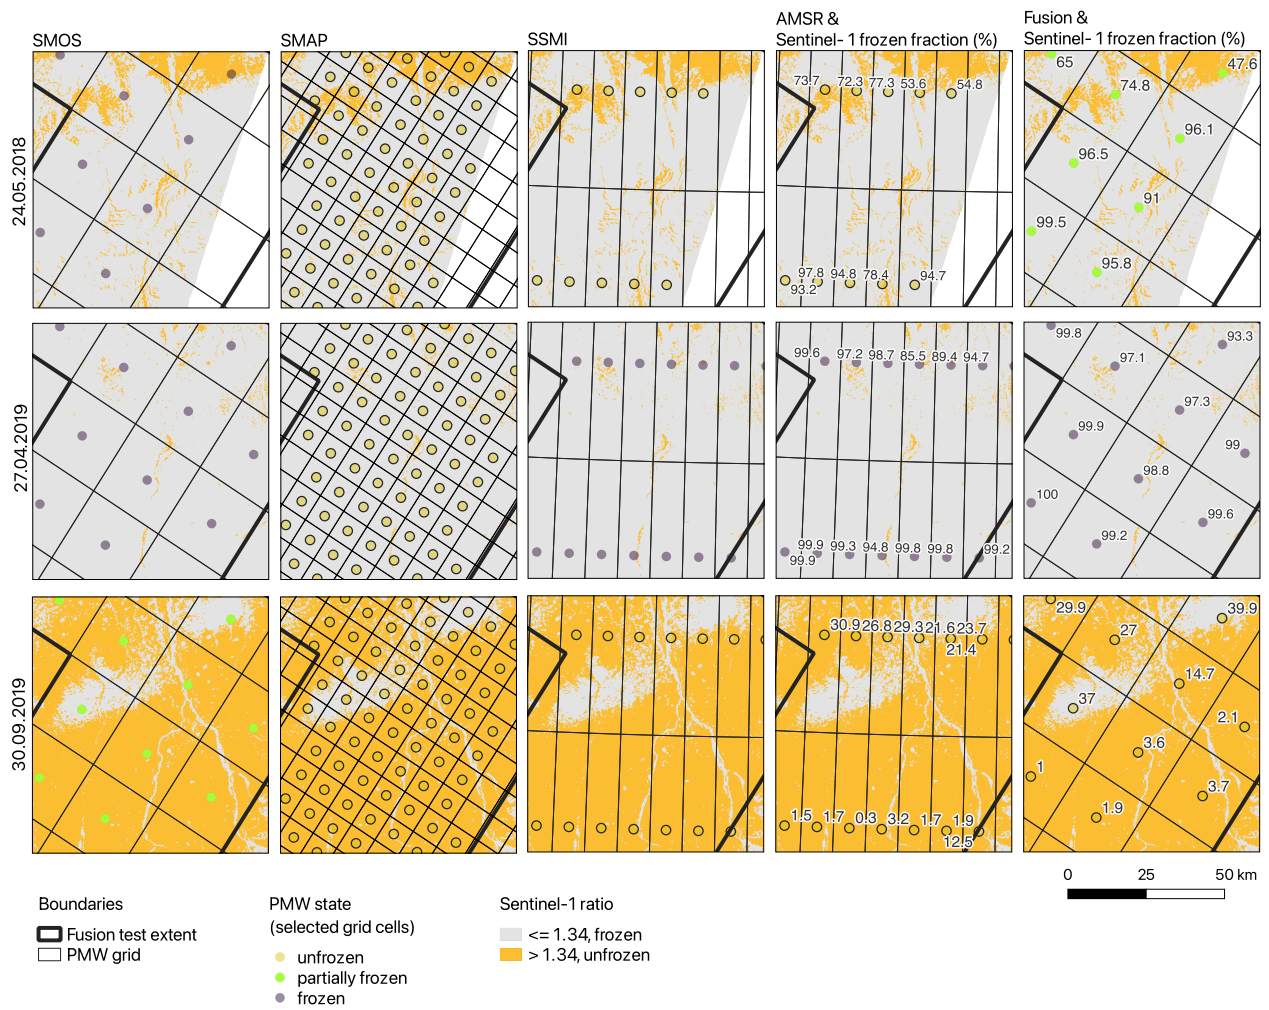 SMOS
SMAP
SSMI
AMSR &
Sentinel- 1 frozen fraction (%)
Fusion &
Sentinel- 1 frozen fraction (%)
24.05.2018
73.7 72.3 77.3 53.6 54.8
97.8 94.8 78.4 94.7
93.2
65
47.6
74.8
96.1
96.5
91
99.5
95.8
27.04.2019
99.6 97.2 98.7 85.5 89.4 94.7
99.9 99.3 94.8 99.8 99.8 99.2
99.9
99.8
93.3
97.1
97.3
99.9
99
98.8
100
99.6
99.2
30.09.2019
30.9 26.8 29.3 21.6 23.7
21.4
1.5 1.7 0.3 3.2 1.7 1.9
12.5
29.9
39.9
27
14.7
37
2.1
3.6
1
3.7
1.9
0 25 50 km
Boundaries
Fusion test extent
PMW grid
PMW state
(selected grid cells)
unfrozen
partially frozen
frozen
Sentinel-1 ratio
<= 1.34, frozen
> 1.34, unfrozen